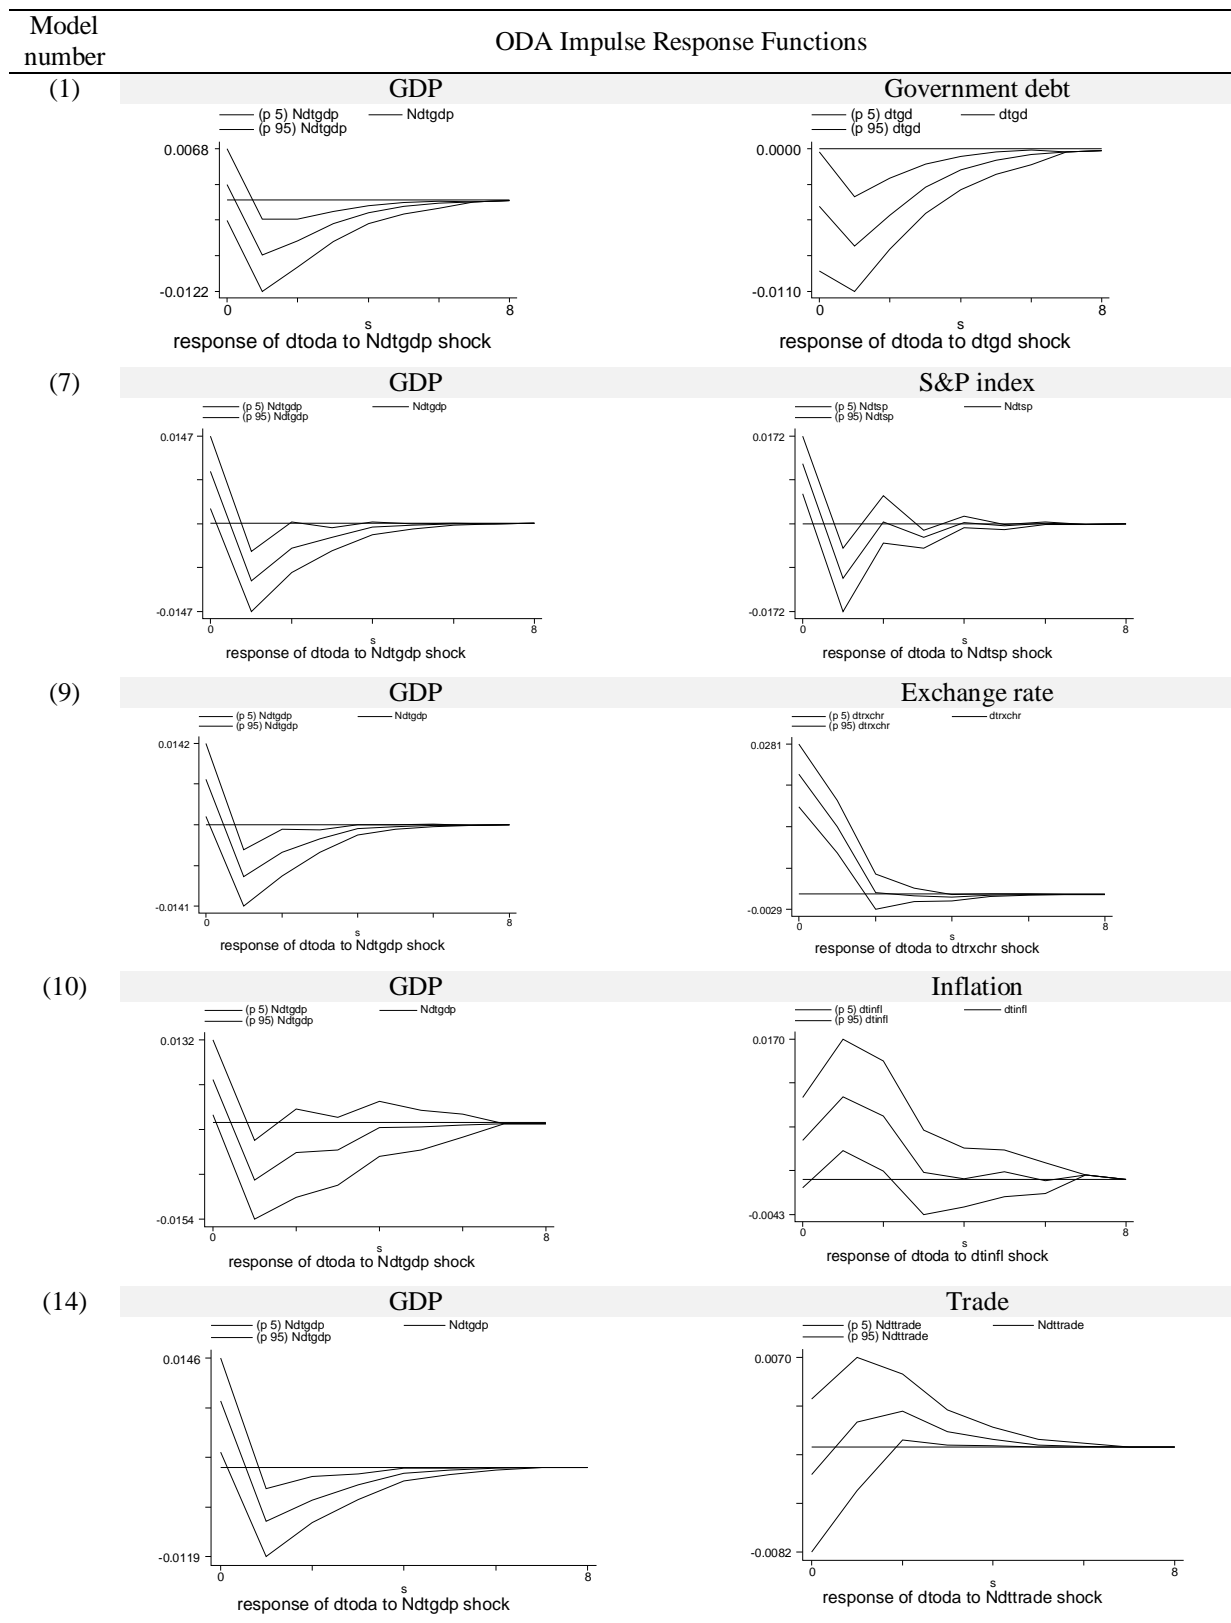 Model number
ODA Impulse Response Functions
(1)
GDP
Government debt
(p 5) Ndtgdp
Ndtgdp
(p 95) Ndtgdp
0.0068
-0.0122
0
8
s
response of dtoda to Ndtgdp shock
(p 5) dtgd
dtgd
(p 95) dtgd
0.0000
-0.0110
0
8
s
response of dtoda to dtgd shock
(7)
GDP
S&P index
(p 5) Ndtgdp
Ndtgdp
(p 95) Ndtgdp
0.0147
-0.0147
0
8
s
response of dtoda to Ndtgdp shock
(p 5) Ndtsp
Ndtsp
(p 95) Ndtsp
0.0172
-0.0172
0
8
s
response of dtoda to Ndtsp shock
(9)
GDP
Exchange rate
(p 5) Ndtgdp
Ndtgdp
(p 95) Ndtgdp
0.0142
-0.0141
0
8
s
response of dtoda to Ndtgdp shock
(p 5) dtrxchr
dtrxchr
(p 95) dtrxchr
0.0281
-0.0029
0
8
s
response of dtoda to dtrxchr shock
(10)
GDP
Inflation
(p 5) Ndtgdp
Ndtgdp
(p 95) Ndtgdp
0.0132
-0.0154
0
8
s
response of dtoda to Ndtgdp shock
(p 5) dtinfl
dtinfl
(p 95) dtinfl
0.0170
-0.0043
0
8
s
response of dtoda to dtinfl shock
(14)
GDP
Trade
(p 5) Ndtgdp
Ndtgdp
(p 95) Ndtgdp
0.0146
-0.0119
0
8
s
response of dtoda to Ndtgdp shock
(p 5) Ndttrade
Ndttrade
(p 95) Ndttrade
0.0070
-0.0082
0
8
s
response of dtoda to Ndttrade shock